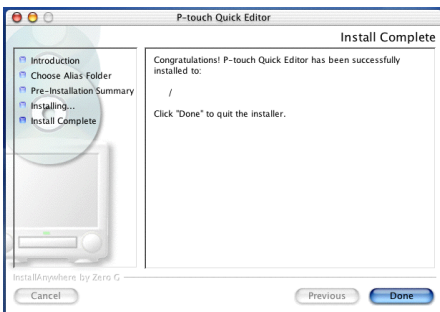 P-touch Quick Editor
Install Complete
Introduction
Choose Alias Folder
Pre-Installation Summary
Installing...
Install Complete
Congratulations! P-touch Quick Editor has been successfully
installed to:
/
Click "Done" to quit the installer.
InstallAnywhere by Zero G
Cancel
Previous
Done